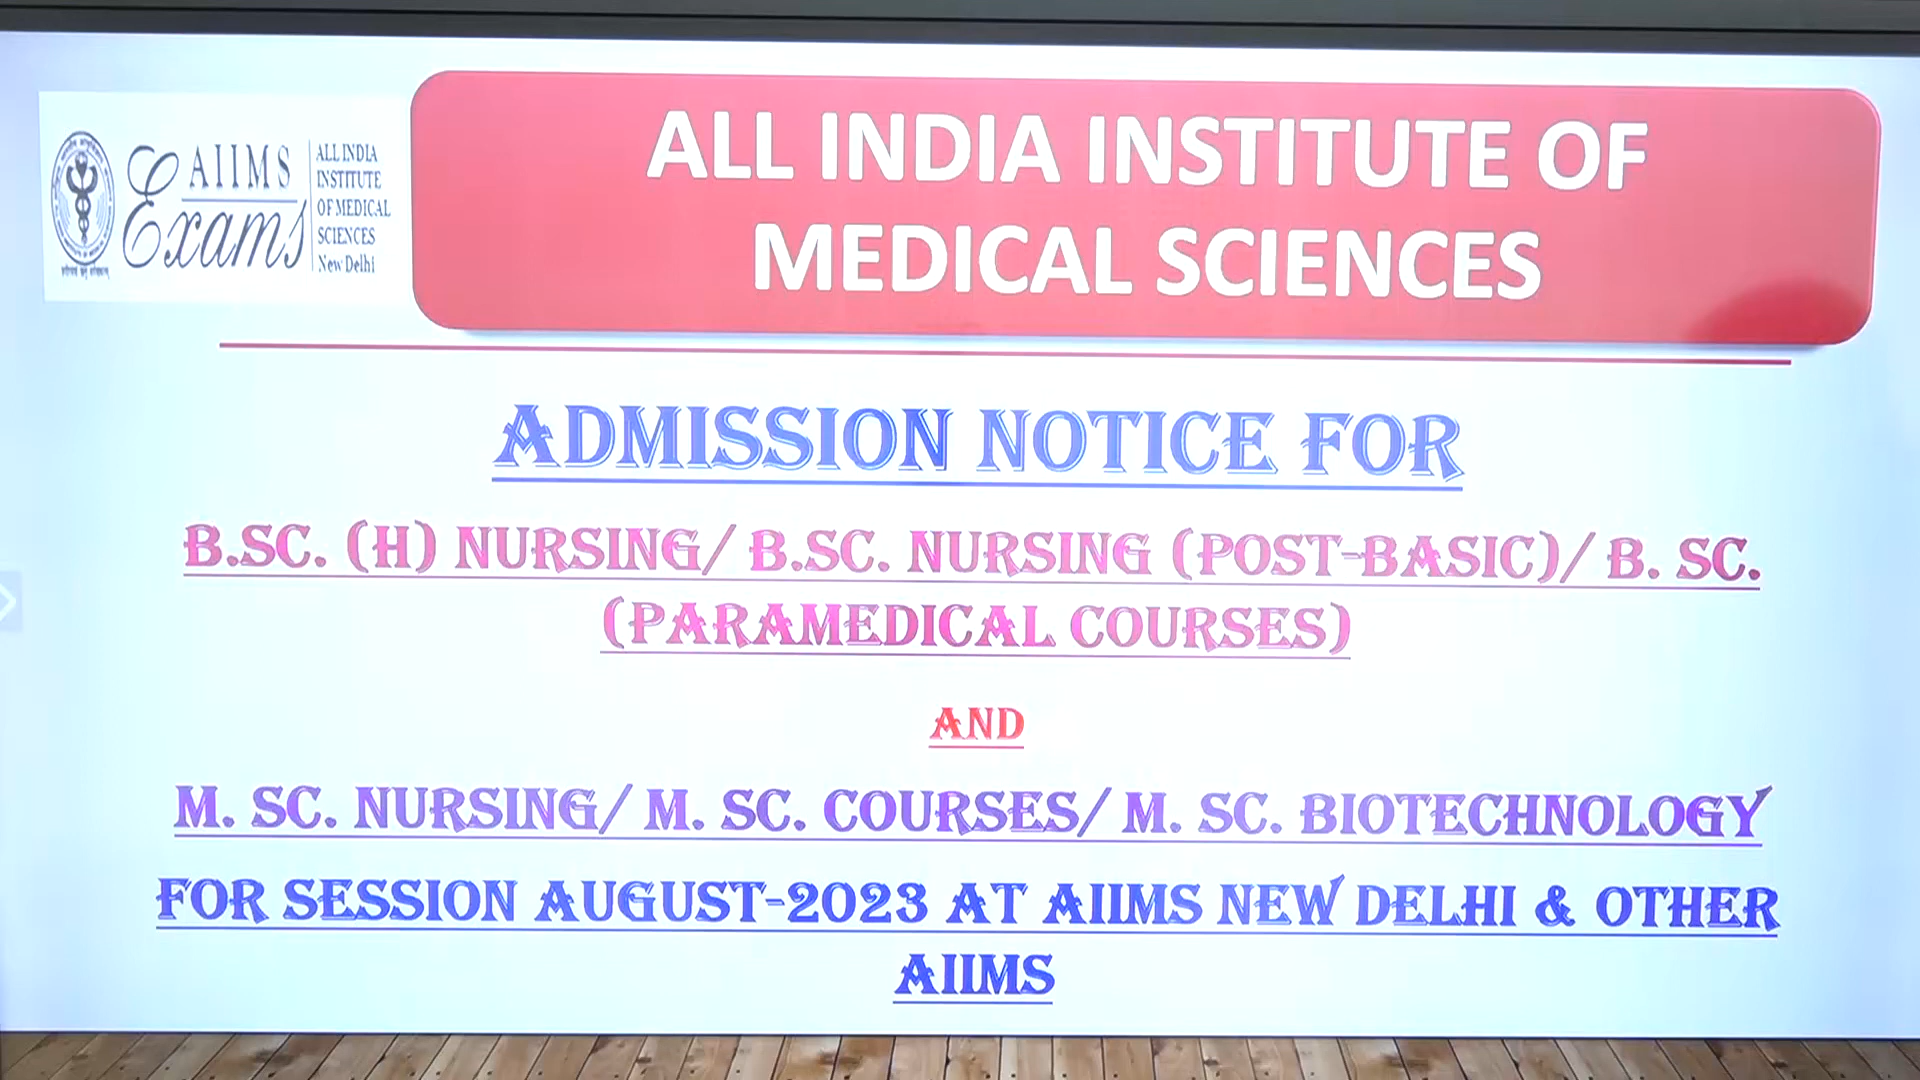 AIIMS
Exams
ALL INDIA
INSTITUTE
OF MEDICAL
SCIENCES
New Delhi
ALL INDIA INSTITUTE OF
MEDICAL SCIENCES
ADMISSION NOTICE FOR
B.SC. (H) NURSING/ B.SC. NURSING (POST-BASIC)/ B. SC.
(PARAMEDICAL COURSES)
AND
M. SC. NURSING/ M. SC. COURSES/ M. SC. BIOTECHNOLOGY
FOR SESSION AUGUST-2023 AT AIIMS NEW DELHI & OTHER
AIIMS